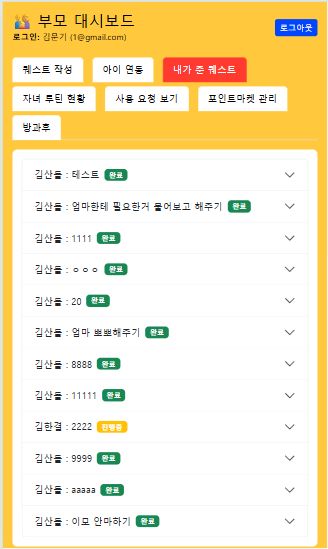 부모 대시보드
로그인: 김문기 (1@gmail.com)
로그아웃
퀘스트 작성
아이 연동
내가 준 퀘스트
자녀 루틴 현황
사용 요청 보기
포인트마켓 관리
방과후
김산들 : 테스트 완료
김산들 : 엄마한테 필요한거 물어보고 해주기 완료
김산들 : 1111 완료
김산들 : ㅇㅇㅇ 완료
김산들 : 20 완료
김산들 : 엄마 뽀뽀해주기 완료
김산들 : 8888 완료
김산들 : 11111 완료
김한결 : 2222 진행중
김산들 : 9999 완료
김산들 : aaaaa 완료
김산들 : 이모 안마하기 완료